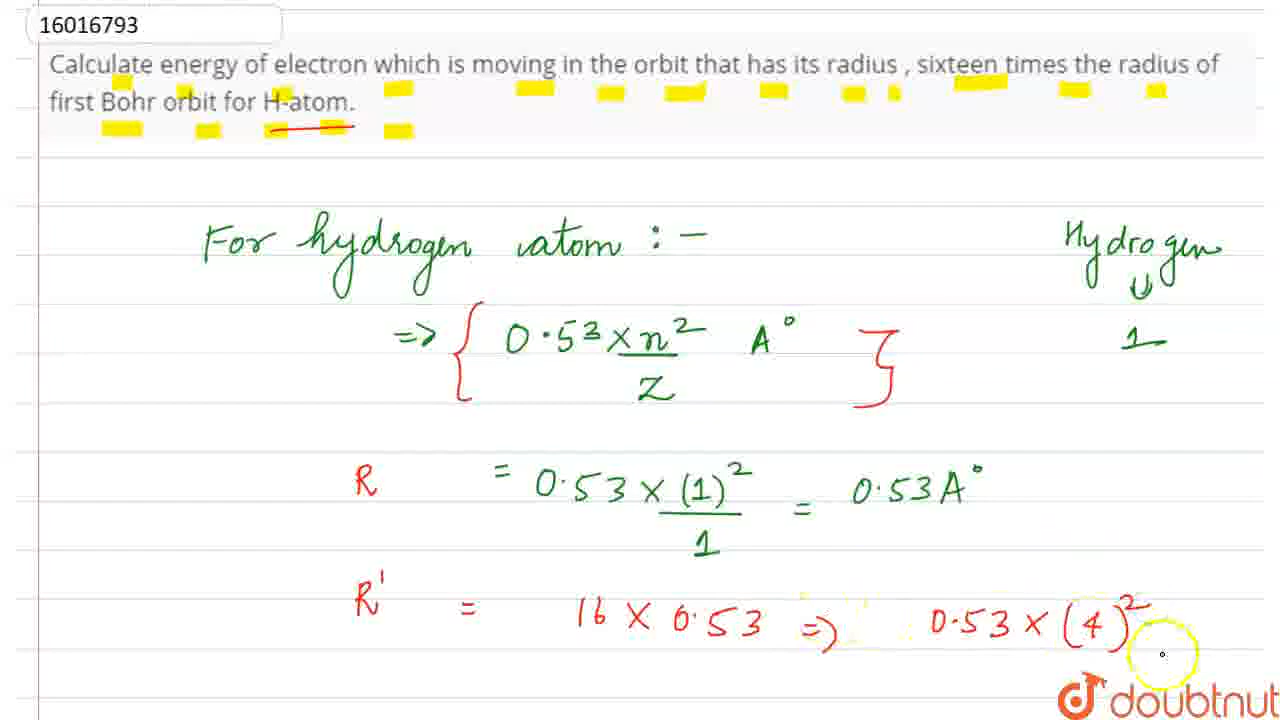 16016793
Calculate energy of electron which is moving in the orbit that has its radius , sixteen times the radius of
first Bohr orbit for H-atom.
For hydrogen atom : -
Hydrogen
1
=> { 0.53 × n² / Z A° }
R = 0.53 × (1)² / 1 = 0.53 A°
R' = 16 × 0.53 => 0.53 × (4)²
doubtnut